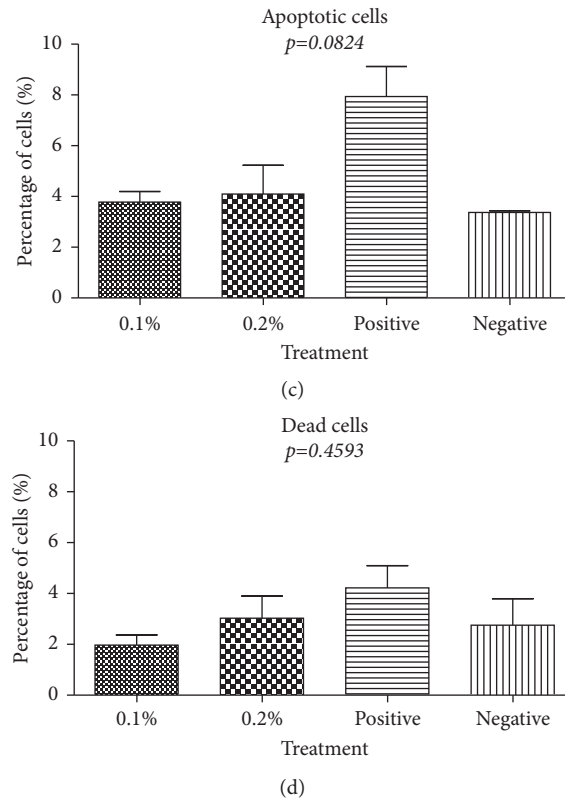 Apoptotic cells
p=0.0824
Percentage of cells (%)
10
8
6
4
2
0
0.1% 0.2% Positive Negative
Treatment
(c)
Dead cells
p=0.4593
Percentage of cells (%)
10
8
6
4
2
0
0.1% 0.2% Positive Negative
Treatment
(d)